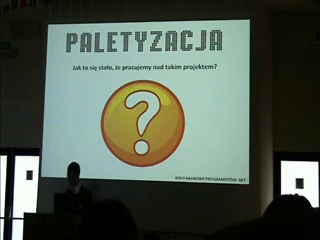 PALETYZACJA
Jak to się stało, że pracujemy nad takim projektem?
?
KOŁO NAUKOWE PROGRAMISTÓW .NET